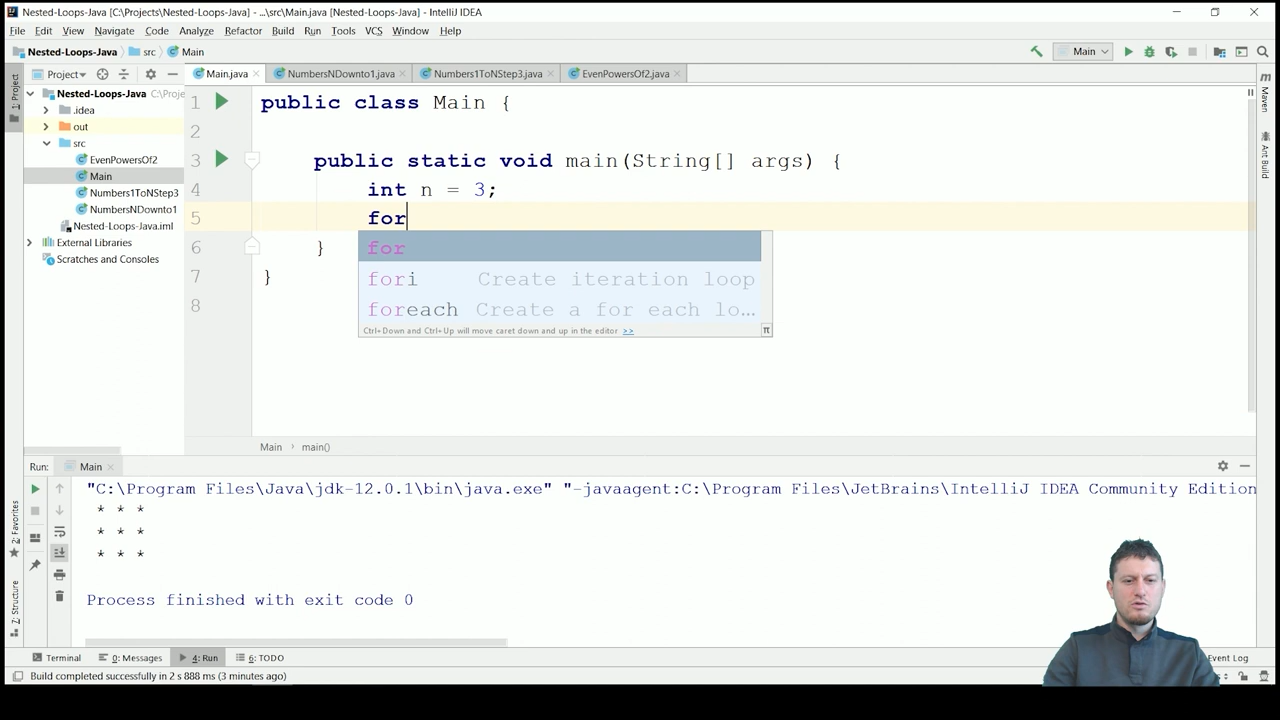 Nested-Loops-Java [C:\Projects\Nested-Loops-Java] - ...\src\Main.java [Nested-Loops-Java] - IntelliJ IDEA
File Edit View Navigate Code Analyze Refactor Build Run Tools VCS Window Help
Nested-Loops-Java src Main Main
Project Main.java NumbersNDownto1.java Numbers1ToNStep3.java EvenPowersOf2.java
1: Project
Nested-Loops-Java C:\Proje
.idea
out
src
EvenPowersOf2
Main
Numbers1ToNStep3
NumbersNDownto1
Nested-Loops-Java.iml
External Libraries
Scratches and Consoles
1 public class Main {
2
3 public static void main(String[] args) {
4 int n = 3;
5 for
6 }
7 }
8
for
fori Create iteration loop
foreach Create a for each lo...
Ctrl+Down and Ctrl+Up will move caret down and up in the editor >>
π
Maven
Ant Build
Main main()
Run: Main
"C:\Program Files\Java\jdk-12.0.1\bin\java.exe" "-javaagent:C:\Program Files\JetBrains\IntelliJ IDEA Community Edition
* * *
* * *
* * *
Process finished with exit code 0
2: Favorites
Z: Structure
Terminal 0: Messages 4: Run 6: TODO Event Log
Build completed successfully in 2 s 888 ms (3 minutes ago)